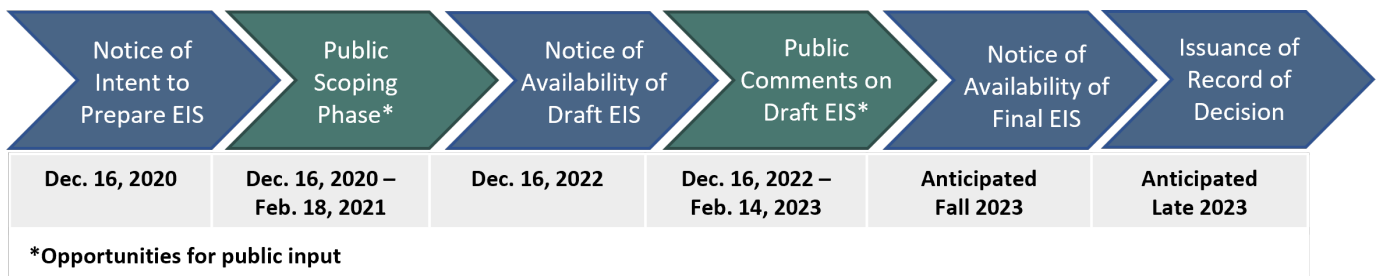 Notice of
Intent to
Prepare EIS
Public
Scoping
Phase*
Notice of
Availability of
Draft EIS
Public
Comments on
Draft EIS*
Notice of
Availability of
Final EIS
Issuance of
Record of
Decision
Dec. 16, 2020
Dec. 16, 2020 –
Feb. 18, 2021
Dec. 16, 2022
Dec. 16, 2022 –
Feb. 14, 2023
Anticipated
Fall 2023
Anticipated
Late 2023
*Opportunities for public input